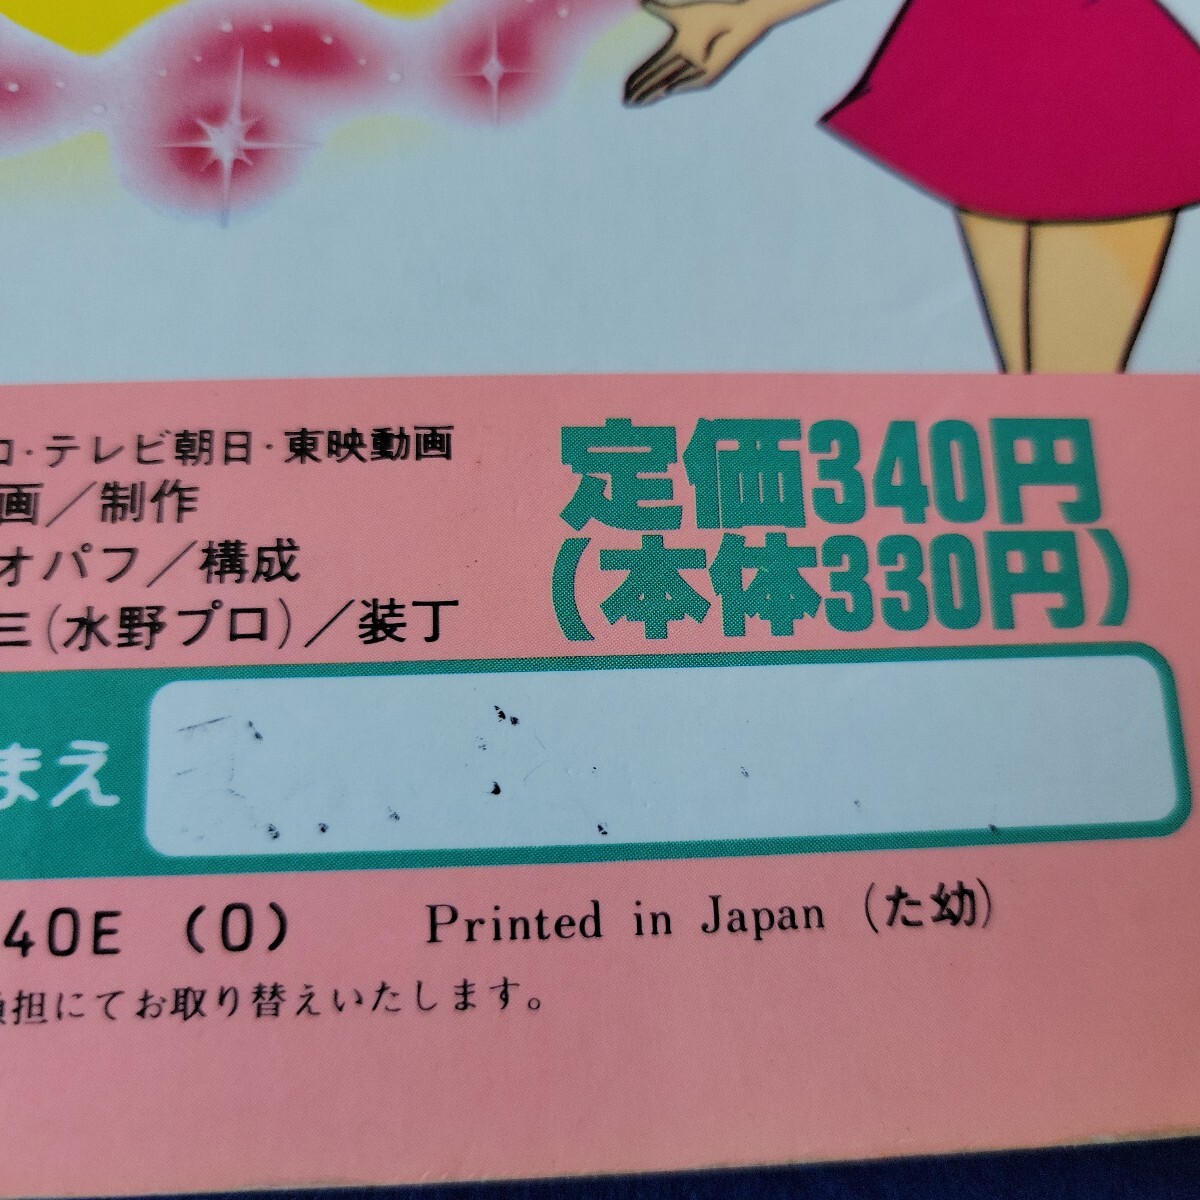 ロ・テレビ朝日・東映動画
画／制作
オパフ／構成
三(水野プロ)／装丁
定価340円
(本体330円)
まえ
40E (0) Printed in Japan (た幼)
負担にてお取り替えいたします。